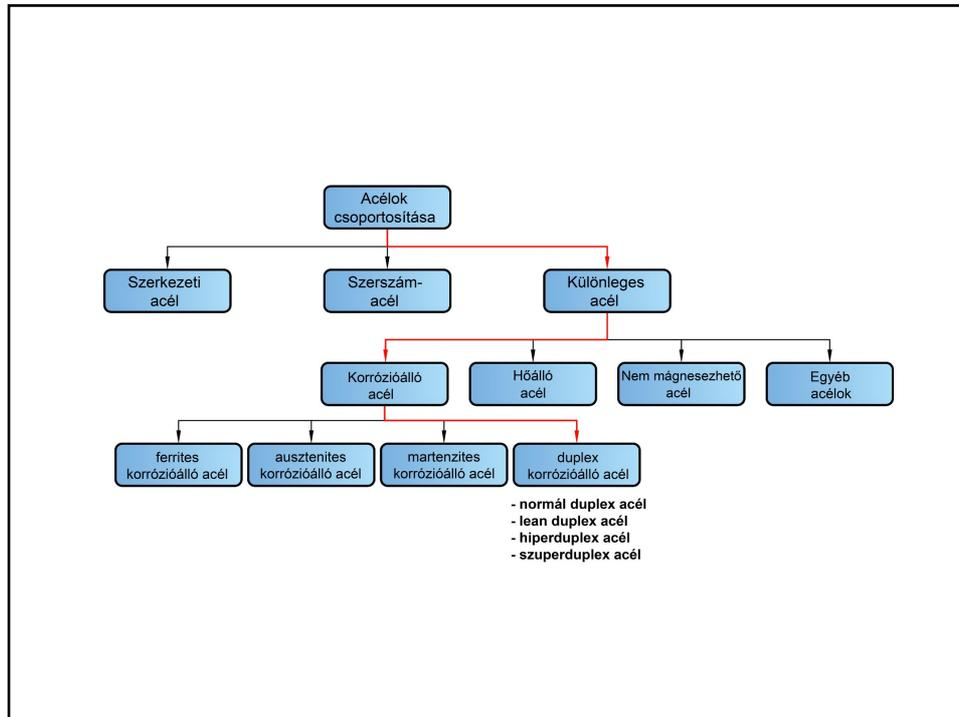 Acélok
csoportosítása
Szerkezeti
acél
Szerszám-
acél
Különleges
acél
Korrózióálló
acél
Hőálló
acél
Nem mágnesezhető
acél
Egyéb
acélok
ferrites
korrózióálló acél
ausztenites
korrózióálló acél
martenzites
korrózióálló acél
duplex
korrózióálló acél
- normál duplex acél
- lean duplex acél
- hiperduplex acél
- szuperduplex acél